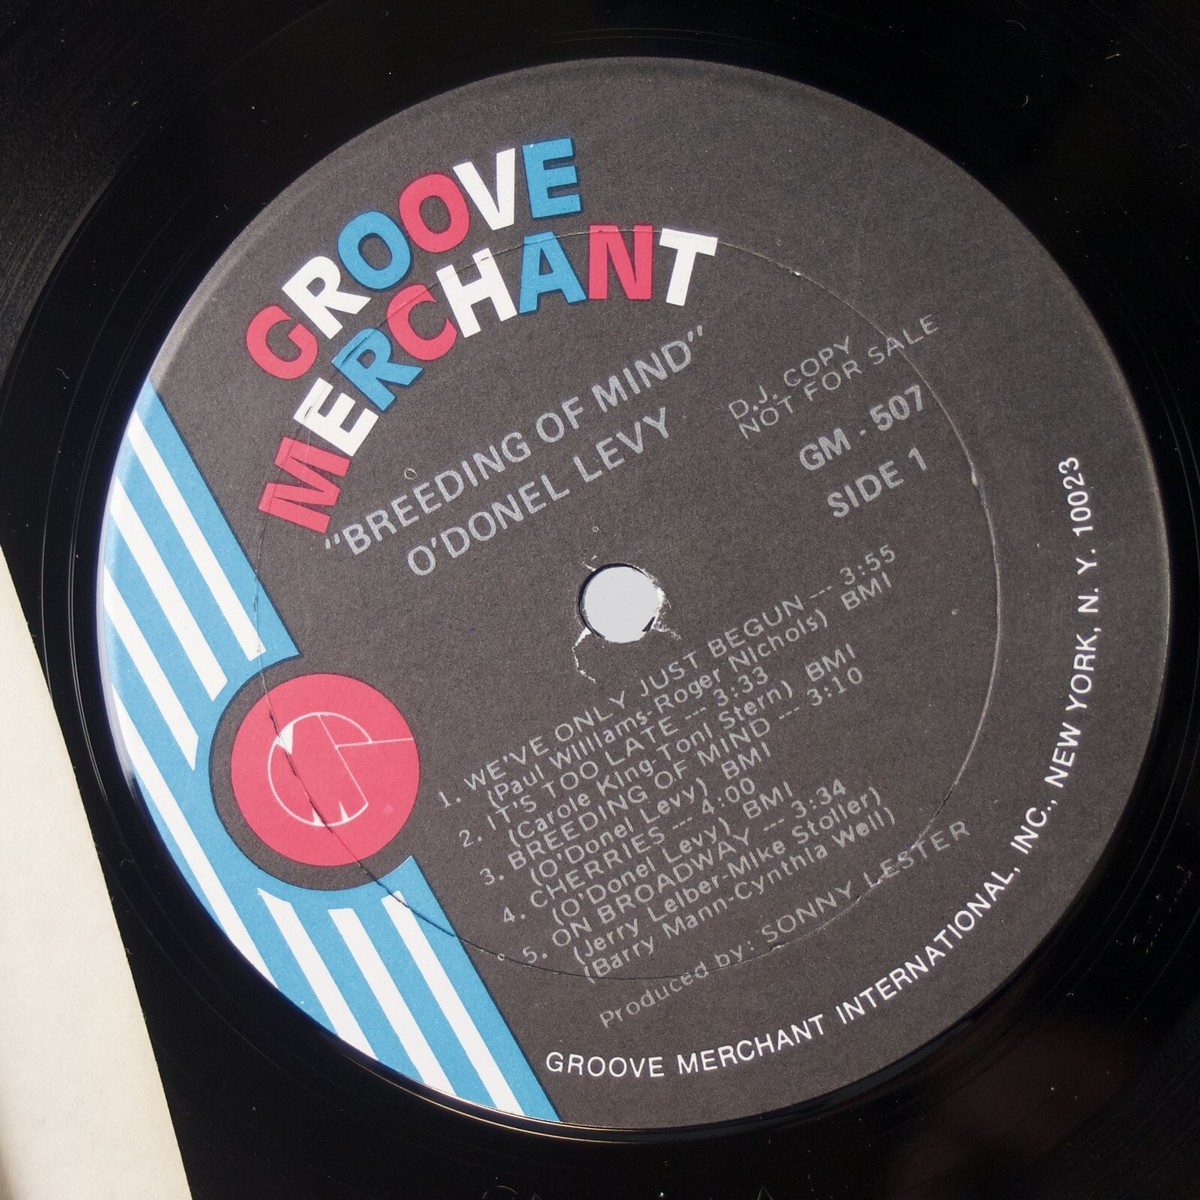 GROOVE
MERCHANT
"BREEDING OF MIND"
O'DONEL LEVY
D.J. COPY
NOT FOR SALE
GM - 507
SIDE 1
1. WE'VE ONLY JUST BEGUN --- 3:55
(Paul Williams-Roger Nichols) BMI
2. IT'S TOO LATE --- 3:33
(Carole King-Toni Stern) BMI
3. BREEDING OF MIND --- 3:10
(O'Donel Levy) BMI
4. CHERRIES --- 4:00
(O'Donel Levy) BMI
5. ON BROADWAY --- 3:34
(Jerry Leiber-Mike Stoller)
(Barry Mann-Cynthia Weil)
Produced by: SONNY LESTER
GROOVE MERCHANT INTERNATIONAL, INC., NEW YORK, N. Y. 10023